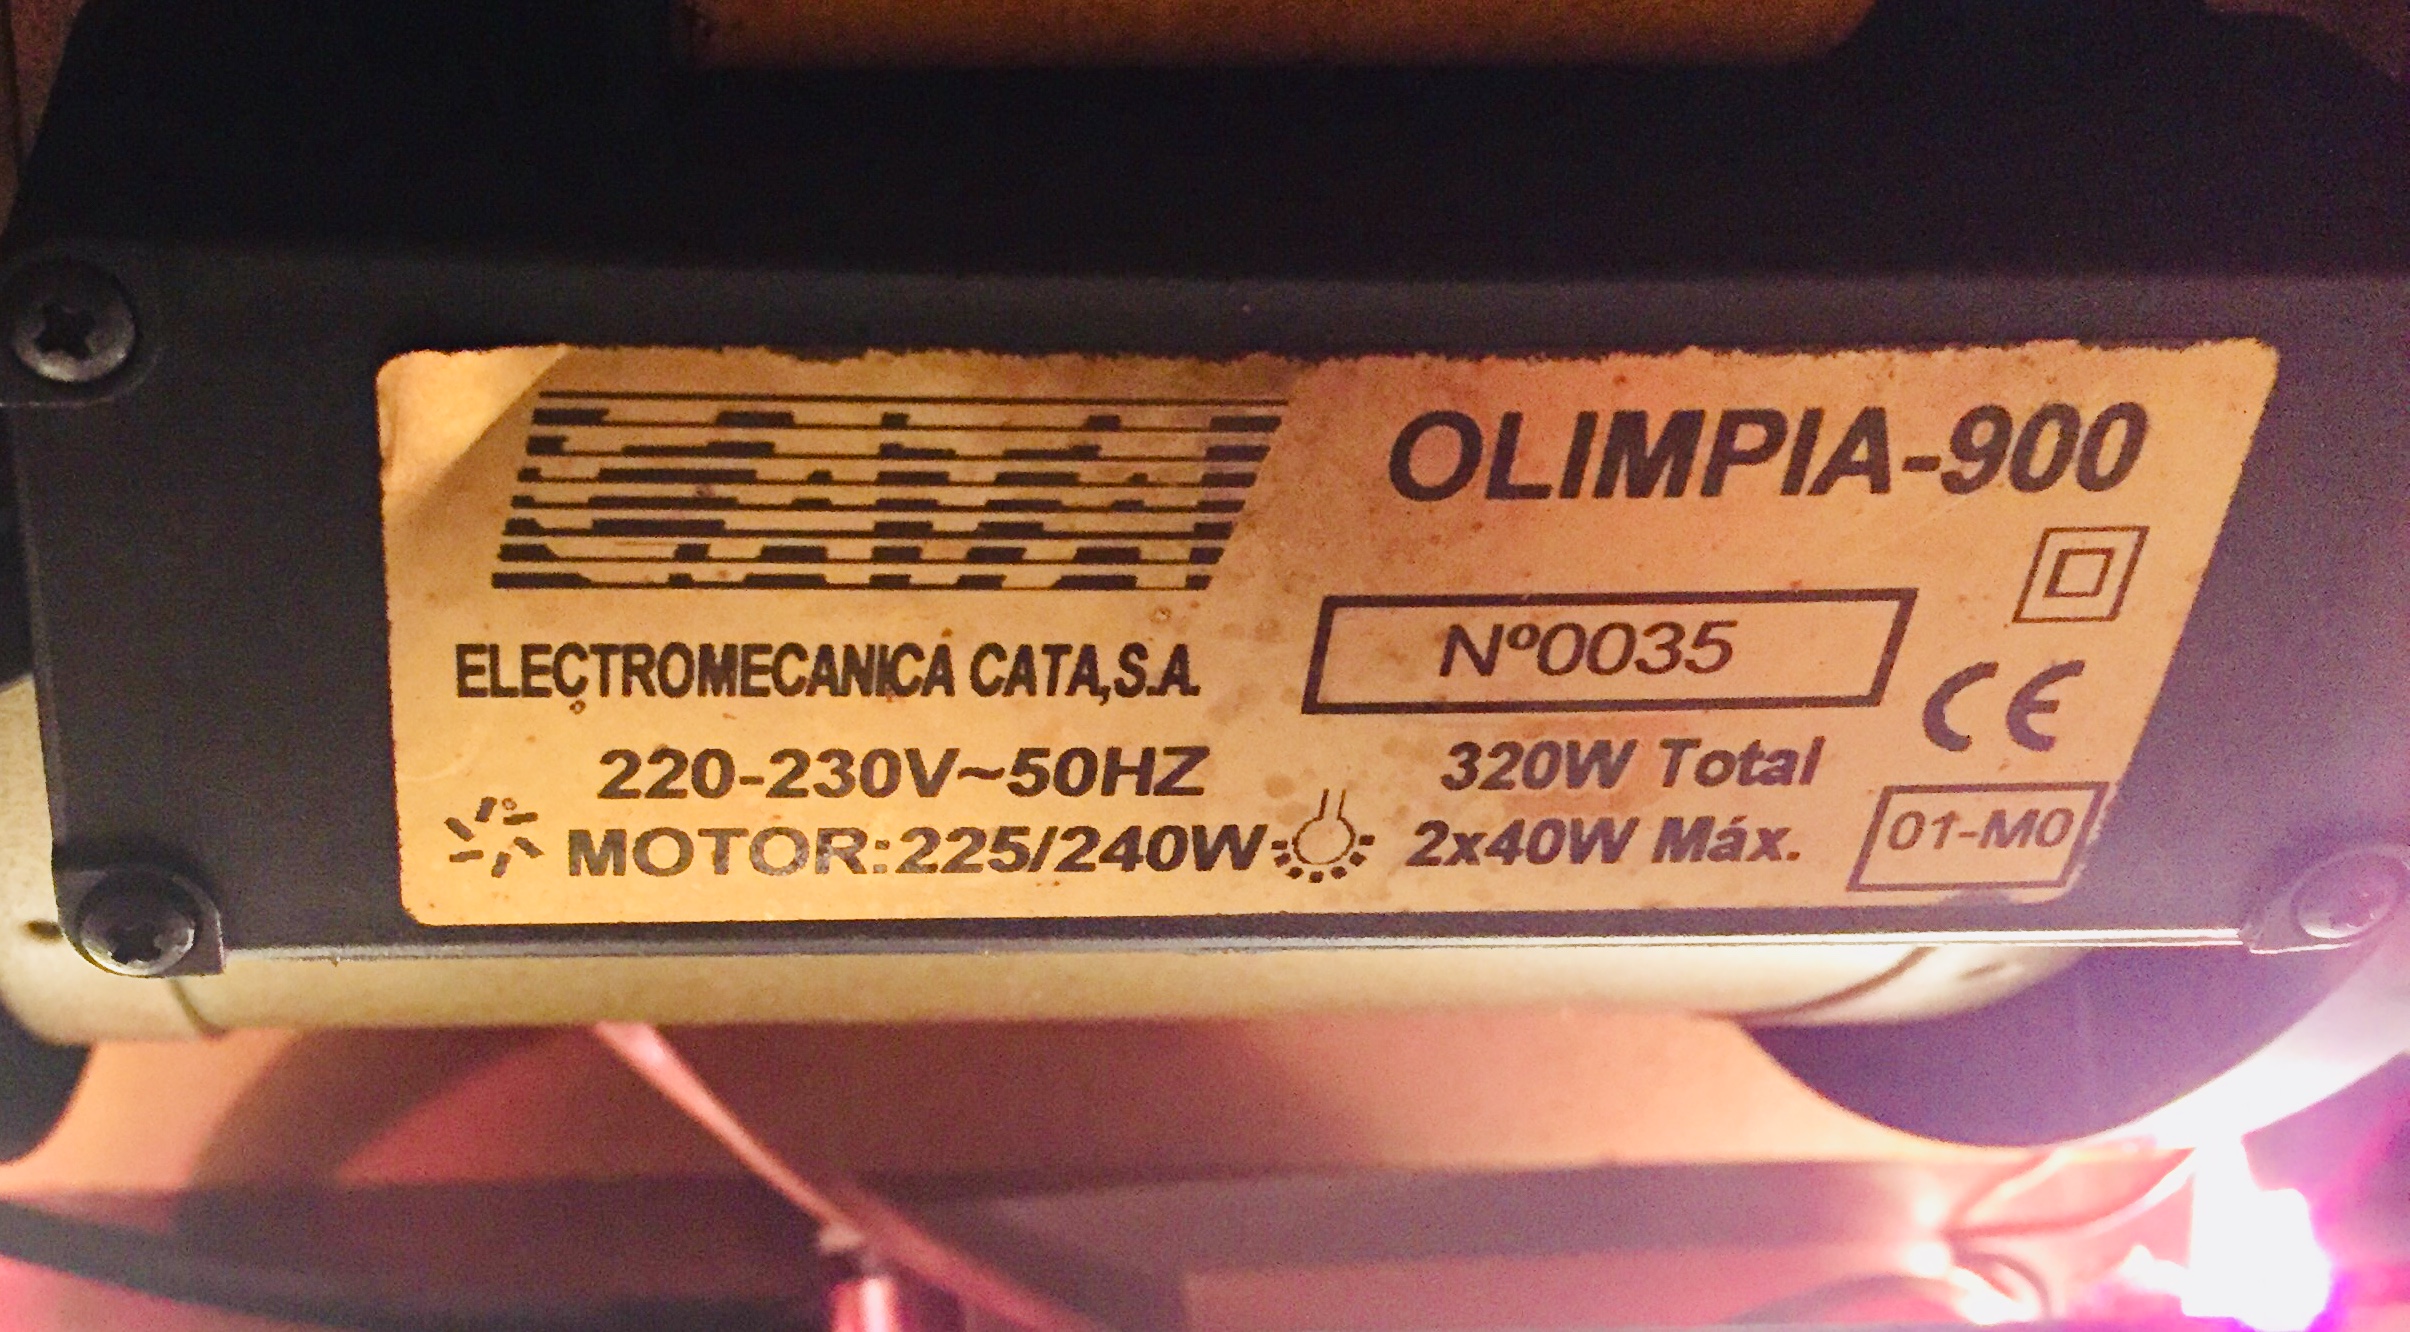 OLIMPIA-900
Nº0035
CE
ELECTROMECANICA CATA,S.A.
220-230V~50HZ
320W Total
MOTOR:225/240W
2x40W Máx.
01-M0